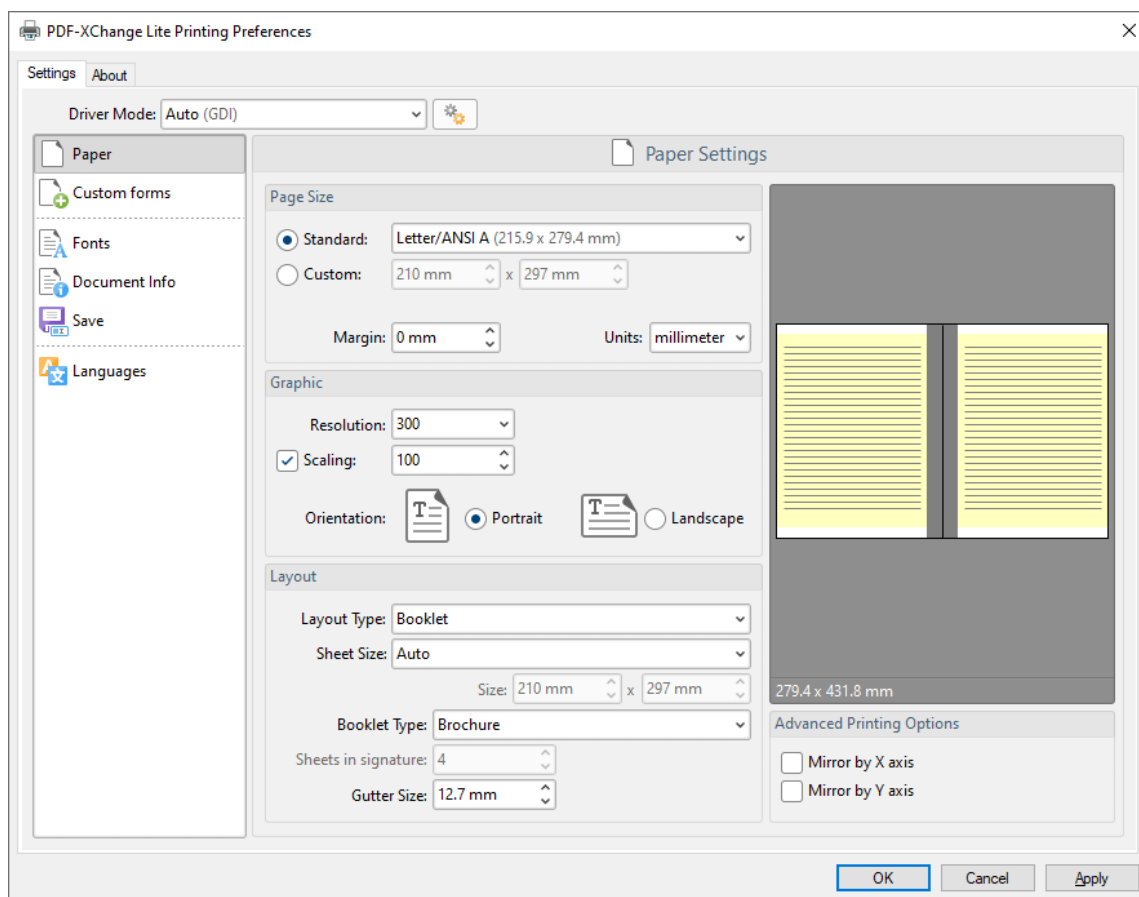 PDF-XChange Lite Printing Preferences
Settings About
Driver Mode: Auto (GDI)
Paper
Custom forms
Fonts
Document Info
Save
Languages
Paper Settings
Page Size
Standard: Letter/ANSI A (215.9 x 279.4 mm)
Custom: 210 mm x 297 mm
Margin: 0 mm Units: millimeter
Graphic
Resolution: 300
Scaling: 100
Orientation: T Portrait T Landscape
Layout
Layout Type: Booklet
Sheet Size: Auto
Size: 210 mm x 297 mm
Booklet Type: Brochure
Sheets in signature: 4
Gutter Size: 12.7 mm
279.4 x 431.8 mm
Advanced Printing Options
Mirror by X axis
Mirror by Y axis
OK Cancel Apply